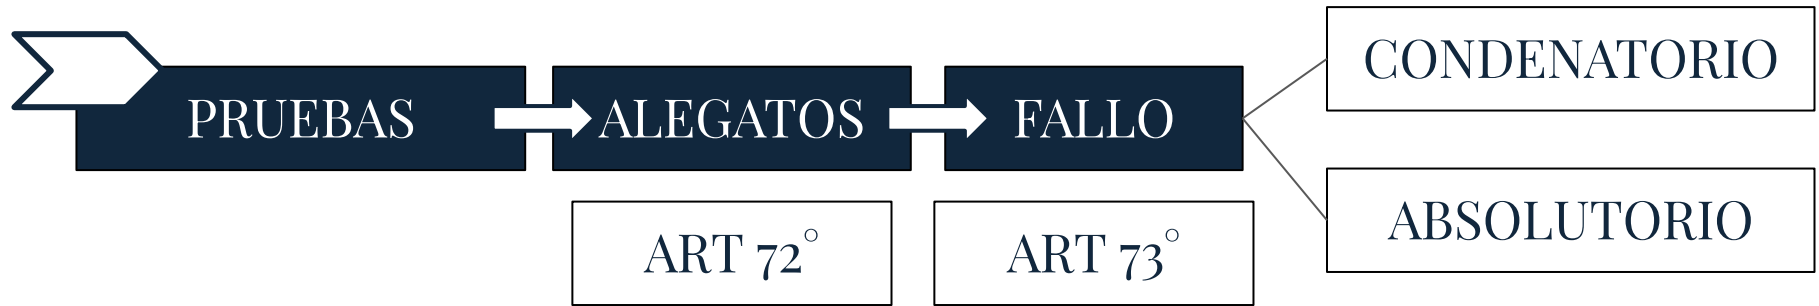 PRUEBAS
ALEGATOS
FALLO
CONDENATORIO
ABSOLUTORIO
ART 72°
ART 73°